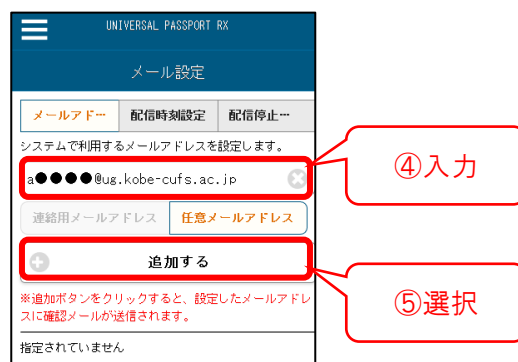 UNIVERSAL PASSPORT RX
メール設定
メールアド…
配信時刻設定
配信停止…
システムで利用するメールアドレスを設定します。
a●●●●@ug.kobe-cufs.ac.jp
連絡用メールアドレス
任意メールアドレス
追加する
※追加ボタンをクリックすると、設定したメールアドレ
スに確認メールが送信されます。
指定されていません
④入力
⑤選択